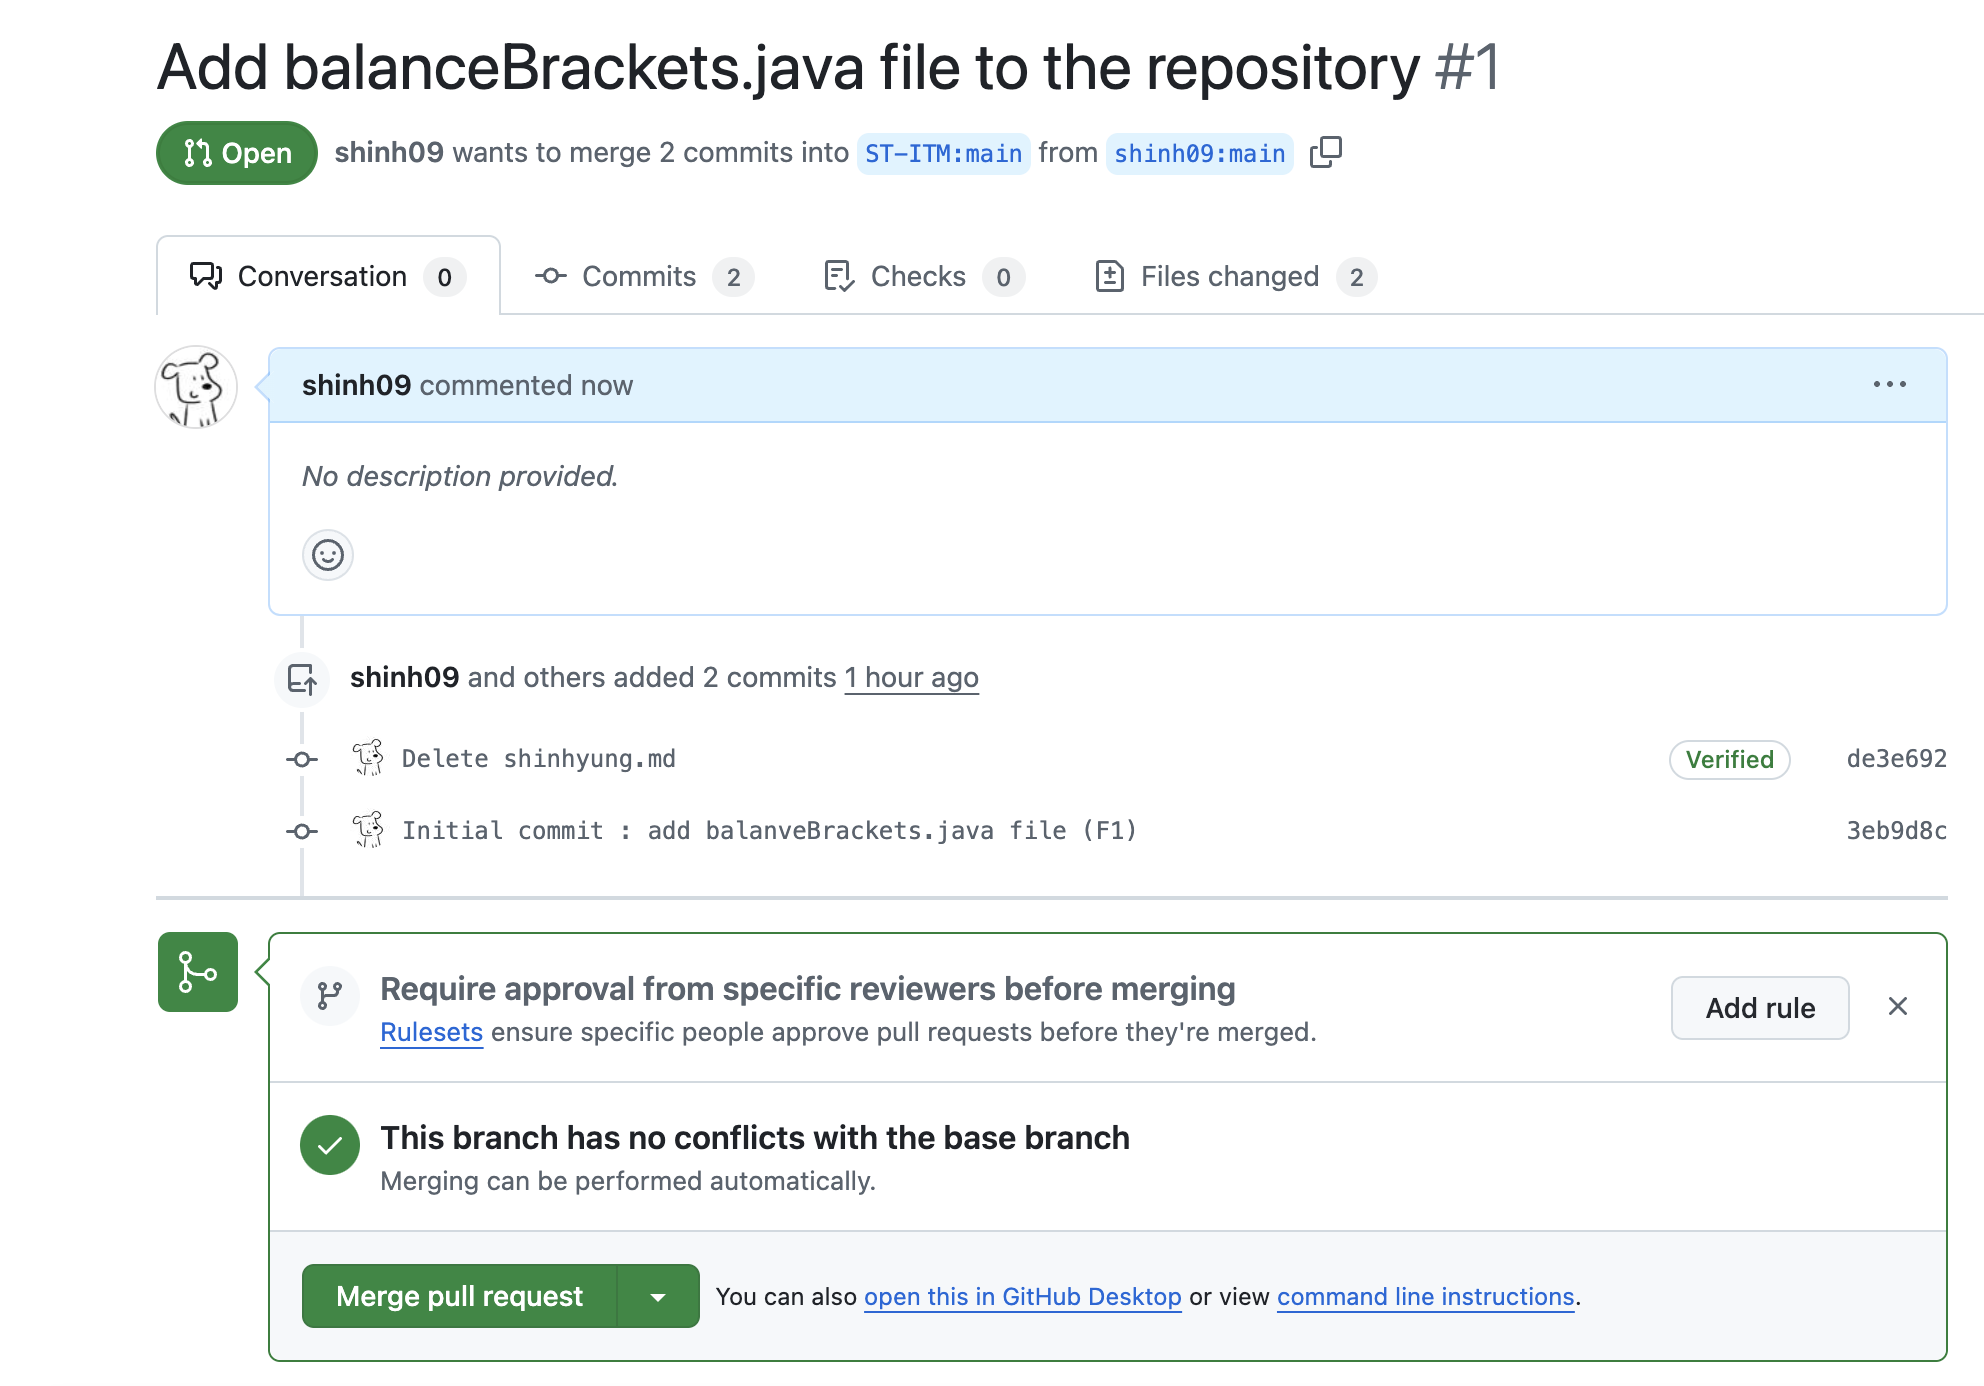 Add balanceBrackets.java file to the repository #1
Open shinh09 wants to merge 2 commits into ST-ITM:main from shinh09:main
Conversation 0 Commits 2 Checks 0 Files changed 2
shinh09 commented now
No description provided.
shinh09 and others added 2 commits 1 hour ago
Delete shinhyung.md Verified de3e692
Initial commit : add balanveBrackets.java file (F1) 3eb9d8c
Require approval from specific reviewers before merging
Rulesets ensure specific people approve pull requests before they're merged.
Add rule
This branch has no conflicts with the base branch
Merging can be performed automatically.
Merge pull request You can also open this in GitHub Desktop or view command line instructions.